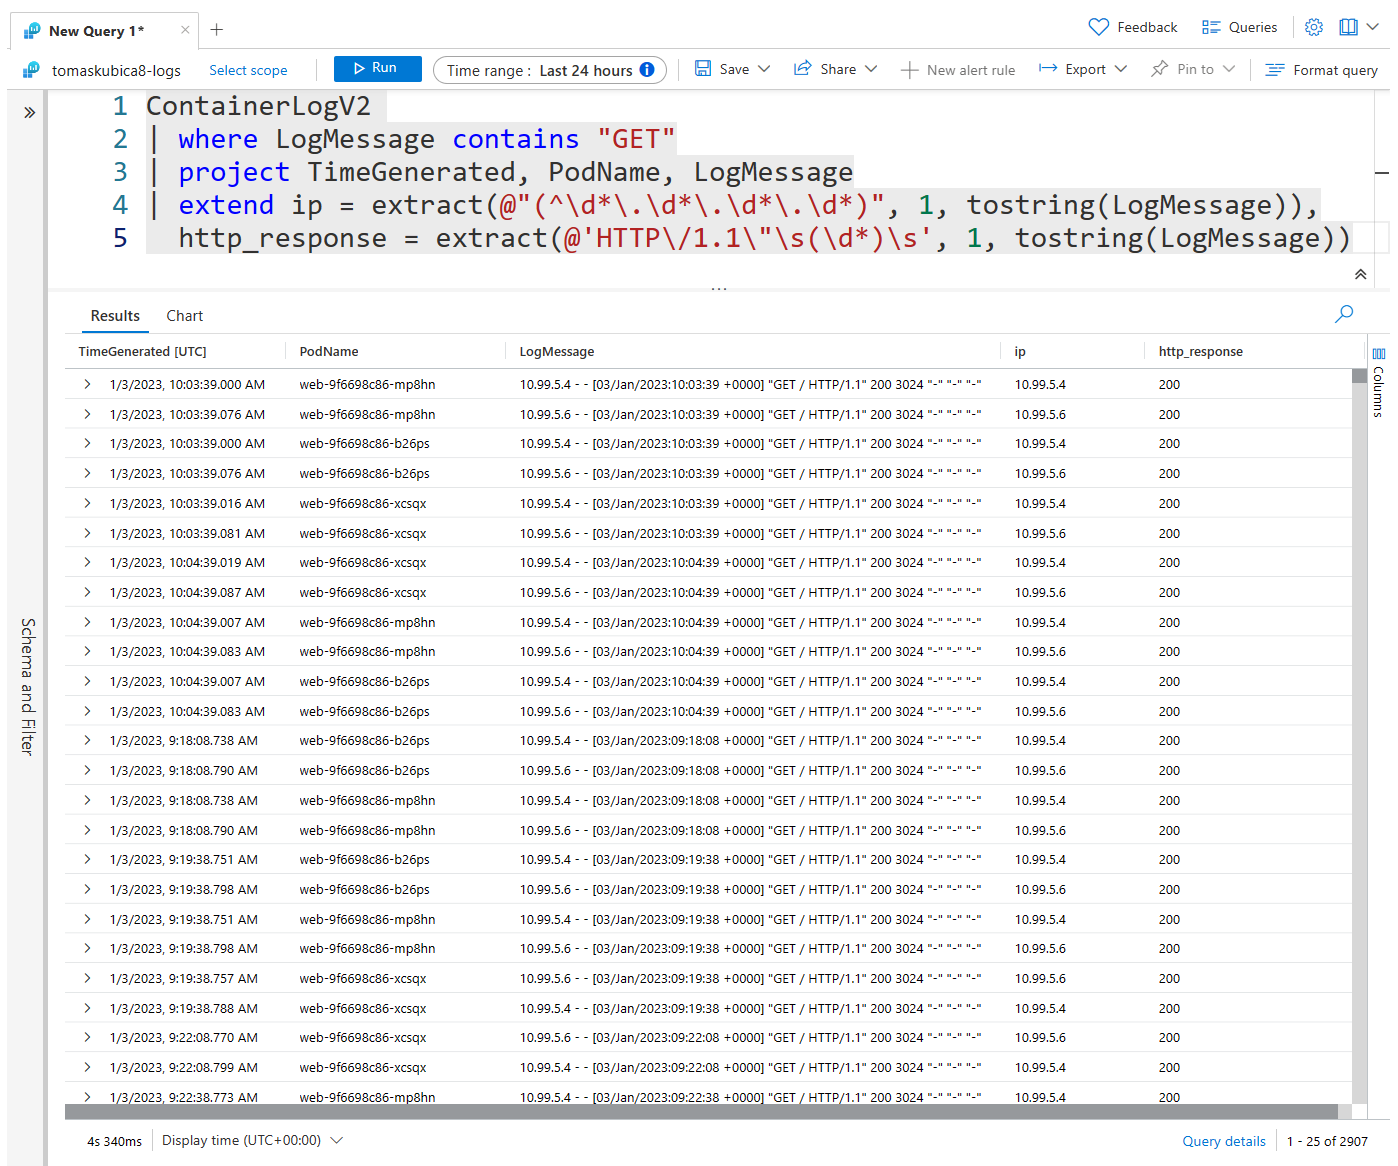 New Query 1*
Feedback Queries
tomaskubica8-logs Select scope Run Time range : Last 24 hours Save Share New alert rule Export Pin to Format query
1 ContainerLogV2
2 | where LogMessage contains "GET"
3 | project TimeGenerated, PodName, LogMessage
4 | extend ip = extract(@"(^\d*\.\d*\.\d*\.\d*)", 1, tostring(LogMessage)),
5 http_response = extract(@'HTTP\/1.1\"\s(\d*)\s', 1, tostring(LogMessage))
...
Results Chart
TimeGenerated [UTC] PodName LogMessage ip http_response
1/3/2023, 10:03:39.000 AM web-9f6698c86-mp8hn 10.99.5.4 - - [03/Jan/2023:10:03:39 +0000] "GET / HTTP/1.1" 200 3024 "-" "-" "-" 10.99.5.4 200
1/3/2023, 10:03:39.076 AM web-9f6698c86-mp8hn 10.99.5.6 - - [03/Jan/2023:10:03:39 +0000] "GET / HTTP/1.1" 200 3024 "-" "-" "-" 10.99.5.6 200
1/3/2023, 10:03:39.000 AM web-9f6698c86-b26ps 10.99.5.4 - - [03/Jan/2023:10:03:39 +0000] "GET / HTTP/1.1" 200 3024 "-" "-" "-" 10.99.5.4 200
1/3/2023, 10:03:39.076 AM web-9f6698c86-b26ps 10.99.5.6 - - [03/Jan/2023:10:03:39 +0000] "GET / HTTP/1.1" 200 3024 "-" "-" "-" 10.99.5.6 200
1/3/2023, 10:03:39.016 AM web-9f6698c86-xcsqx 10.99.5.4 - - [03/Jan/2023:10:03:39 +0000] "GET / HTTP/1.1" 200 3024 "-" "-" "-" 10.99.5.4 200
1/3/2023, 10:03:39.081 AM web-9f6698c86-xcsqx 10.99.5.6 - - [03/Jan/2023:10:03:39 +0000] "GET / HTTP/1.1" 200 3024 "-" "-" "-" 10.99.5.6 200
1/3/2023, 10:04:39.019 AM web-9f6698c86-xcsqx 10.99.5.4 - - [03/Jan/2023:10:04:39 +0000] "GET / HTTP/1.1" 200 3024 "-" "-" "-" 10.99.5.4 200
1/3/2023, 10:04:39.087 AM web-9f6698c86-xcsqx 10.99.5.6 - - [03/Jan/2023:10:04:39 +0000] "GET / HTTP/1.1" 200 3024 "-" "-" "-" 10.99.5.6 200
1/3/2023, 10:04:39.007 AM web-9f6698c86-mp8hn 10.99.5.4 - - [03/Jan/2023:10:04:39 +0000] "GET / HTTP/1.1" 200 3024 "-" "-" "-" 10.99.5.4 200
1/3/2023, 10:04:39.083 AM web-9f6698c86-mp8hn 10.99.5.6 - - [03/Jan/2023:10:04:39 +0000] "GET / HTTP/1.1" 200 3024 "-" "-" "-" 10.99.5.6 200
1/3/2023, 10:04:39.007 AM web-9f6698c86-b26ps 10.99.5.4 - - [03/Jan/2023:10:04:39 +0000] "GET / HTTP/1.1" 200 3024 "-" "-" "-" 10.99.5.4 200
1/3/2023, 10:04:39.083 AM web-9f6698c86-b26ps 10.99.5.6 - - [03/Jan/2023:10:04:39 +0000] "GET / HTTP/1.1" 200 3024 "-" "-" "-" 10.99.5.6 200
1/3/2023, 9:18:08.738 AM web-9f6698c86-b26ps 10.99.5.4 - - [03/Jan/2023:09:18:08 +0000] "GET / HTTP/1.1" 200 3024 "-" "-" "-" 10.99.5.4 200
1/3/2023, 9:18:08.790 AM web-9f6698c86-b26ps 10.99.5.6 - - [03/Jan/2023:09:18:08 +0000] "GET / HTTP/1.1" 200 3024 "-" "-" "-" 10.99.5.6 200
1/3/2023, 9:18:08.738 AM web-9f6698c86-mp8hn 10.99.5.4 - - [03/Jan/2023:09:18:08 +0000] "GET / HTTP/1.1" 200 3024 "-" "-" "-" 10.99.5.4 200
1/3/2023, 9:18:08.790 AM web-9f6698c86-mp8hn 10.99.5.6 - - [03/Jan/2023:09:18:08 +0000] "GET / HTTP/1.1" 200 3024 "-" "-" "-" 10.99.5.6 200
1/3/2023, 9:19:38.751 AM web-9f6698c86-b26ps 10.99.5.4 - - [03/Jan/2023:09:19:38 +0000] "GET / HTTP/1.1" 200 3024 "-" "-" "-" 10.99.5.4 200
1/3/2023, 9:19:38.798 AM web-9f6698c86-b26ps 10.99.5.6 - - [03/Jan/2023:09:19:38 +0000] "GET / HTTP/1.1" 200 3024 "-" "-" "-" 10.99.5.6 200
1/3/2023, 9:19:38.751 AM web-9f6698c86-mp8hn 10.99.5.4 - - [03/Jan/2023:09:19:38 +0000] "GET / HTTP/1.1" 200 3024 "-" "-" "-" 10.99.5.4 200
1/3/2023, 9:19:38.798 AM web-9f6698c86-mp8hn 10.99.5.6 - - [03/Jan/2023:09:19:38 +0000] "GET / HTTP/1.1" 200 3024 "-" "-" "-" 10.99.5.6 200
1/3/2023, 9:19:38.757 AM web-9f6698c86-xcsqx 10.99.5.6 - - [03/Jan/2023:09:19:38 +0000] "GET / HTTP/1.1" 200 3024 "-" "-" "-" 10.99.5.6 200
1/3/2023, 9:19:38.788 AM web-9f6698c86-xcsqx 10.99.5.4 - - [03/Jan/2023:09:19:38 +0000] "GET / HTTP/1.1" 200 3024 "-" "-" "-" 10.99.5.4 200
1/3/2023, 9:22:08.770 AM web-9f6698c86-xcsqx 10.99.5.6 - - [03/Jan/2023:09:22:08 +0000] "GET / HTTP/1.1" 200 3024 "-" "-" "-" 10.99.5.6 200
1/3/2023, 9:22:08.799 AM web-9f6698c86-xcsqx 10.99.5.4 - - [03/Jan/2023:09:22:08 +0000] "GET / HTTP/1.1" 200 3024 "-" "-" "-" 10.99.5.4 200
1/3/2023, 9:22:38.773 AM web-9f6698c86-mp8hn 10.99.5.4 - - [03/Jan/2023:09:22:38 +0000] "GET / HTTP/1.1" 200 3024 "-" "-" "-" 10.99.5.4 200
Columns
Schema and Filter
4s 340ms Display time (UTC+00:00) Query details 1 - 25 of 2907